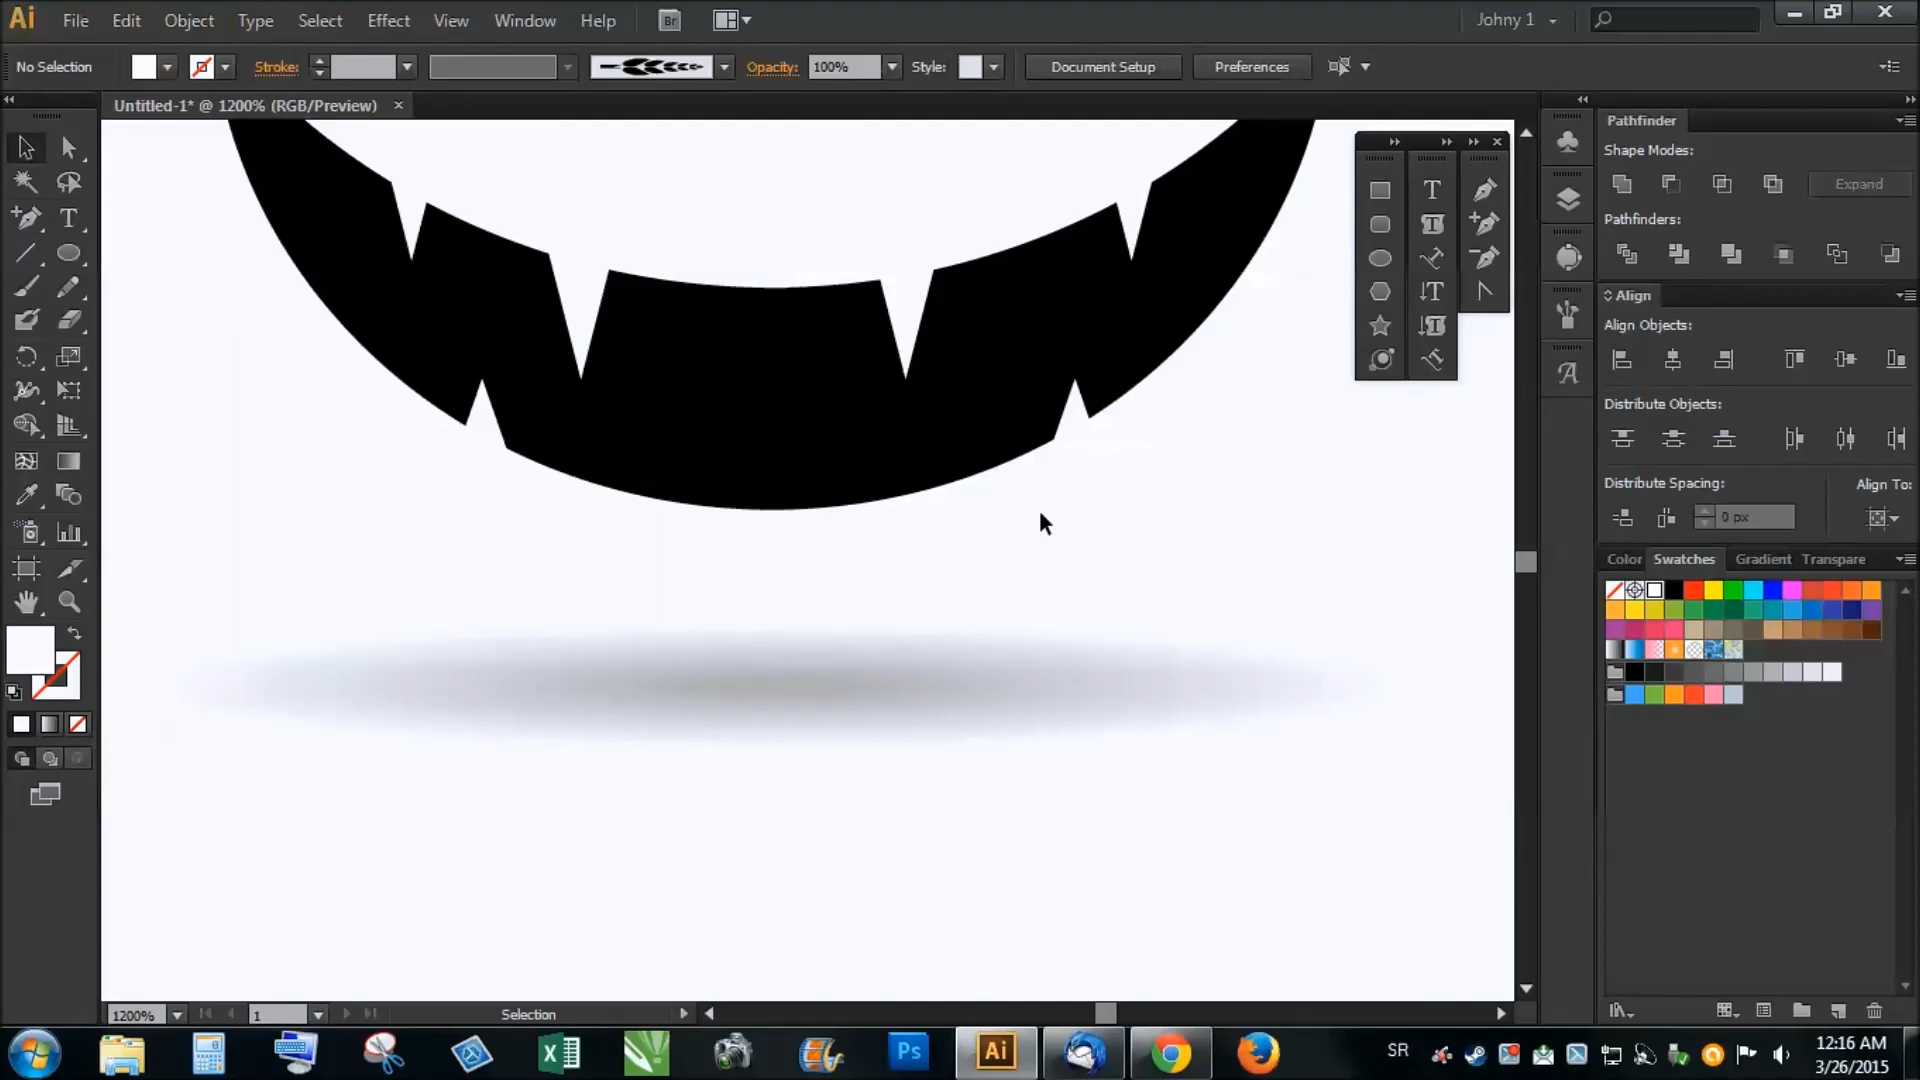 Ai File Edit Object Type Select Effect View Window Help Br Johny 1
No Selection Stroke: Opacity: 100% Style: Document Setup Preferences
Untitled-1* @ 1200% (RGB/Preview) ×
Pathfinder
Shape Modes:
Expand
Pathfinders:
Align
Align Objects:
Distribute Objects:
Distribute Spacing: Align To:
0 px
Color Swatches Gradient Transpare
1200% 1 Selection
Ps Ai SR 12:16 AM
3/26/2015